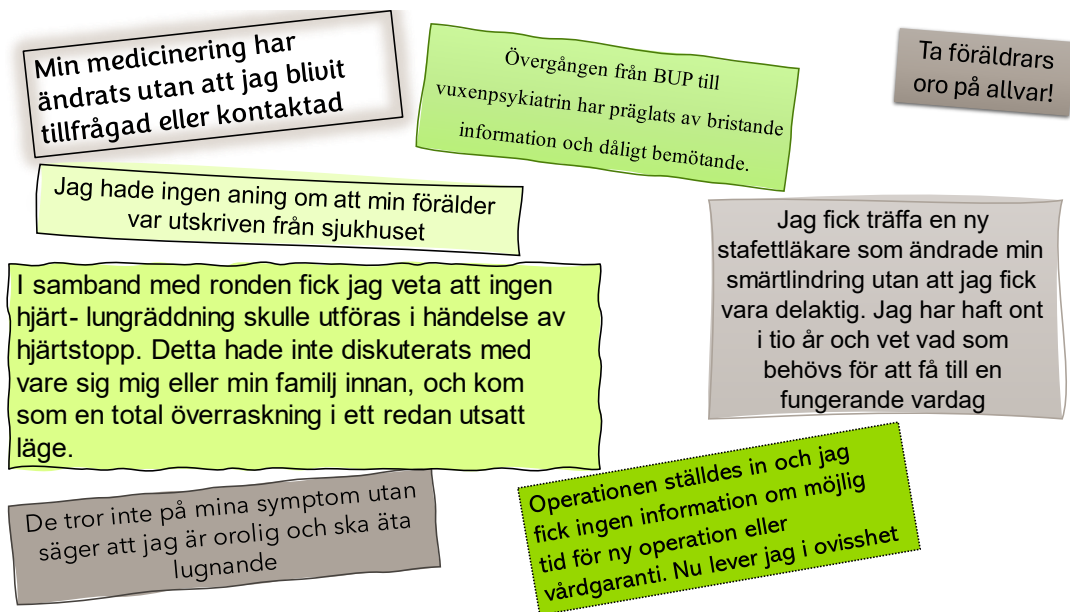 Min medicinering har
ändrats utan att jag blivit
tillfrågad eller kontaktad
Övergången från BUP till
vuxenpsykiatrin har präglats av bristande
information och dåligt bemötande.
Ta föräldrars
oro på allvar!
Jag hade ingen aning om att min förälder
var utskriven från sjukhuset
Jag fick träffa en ny
stafettläkare som ändrade min
smärtlindring utan att jag fick
vara delaktig. Jag har haft ont
i tio år och vet vad som
behövs för att få till en
fungerande vardag
I samband med ronden fick jag veta att ingen
hjärt- lungräddning skulle utföras i händelse av
hjärtstopp. Detta hade inte diskuterats med
vare sig mig eller min familj innan, och kom
som en total överraskning i ett redan utsatt
läge.
De tror inte på mina symptom utan
säger att jag är orolig och ska äta
lugnande
Operationen ställdes in och jag
fick ingen information om möjlig
tid för ny operation eller
vårdgaranti. Nu lever jag i ovisshet